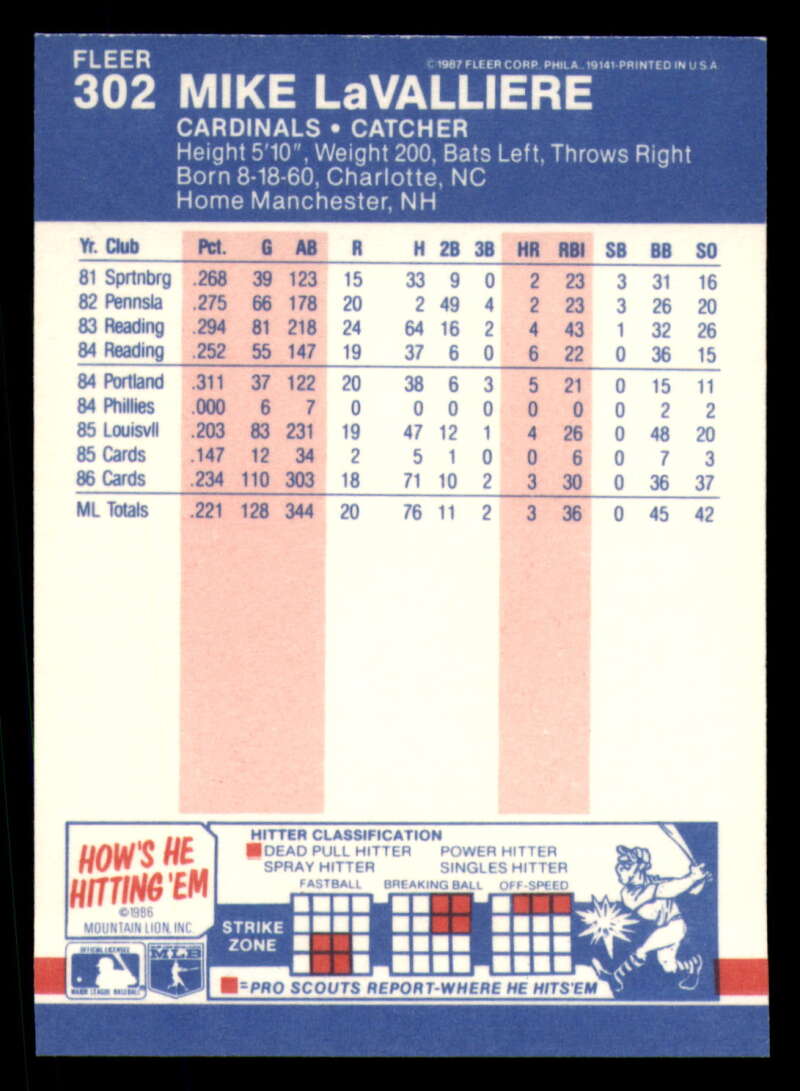 FLEER
©1987 FLEER CORP. PHILA., 19141-PRINTED IN U.S.A.
302 MIKE LaVALLIERE
CARDINALS • CATCHER
Height 5'10", Weight 200, Bats Left, Throws Right
Born 8-18-60, Charlotte, NC
Home Manchester, NH
Yr. Club Pct. G AB R H 2B 3B HR RBI SB BB SO
81 Sprtnbrg .268 39 123 15 33 9 0 2 23 3 31 16
82 Pennsla .275 66 178 20 2 49 4 2 23 3 26 20
83 Reading .294 81 218 24 64 16 2 4 43 1 32 26
84 Reading .252 55 147 19 37 6 0 6 22 0 36 15
84 Portland .311 37 122 20 38 6 3 5 21 0 15 11
84 Phillies .000 6 7 0 0 0 0 0 0 0 2 2
85 Louisvll .203 83 231 19 47 12 1 4 26 0 48 20
85 Cards .147 12 34 2 5 1 0 0 6 0 7 3
86 Cards .234 110 303 18 71 10 2 3 30 0 36 37
ML Totals .221 128 344 20 76 11 2 3 36 0 45 42
HOW'S HE
HITTING 'EM
©1986
MOUNTAIN LION, INC.
HITTER CLASSIFICATION
DEAD PULL HITTER POWER HITTER
SPRAY HITTER SINGLES HITTER
FASTBALL BREAKING BALL OFF-SPEED
STRIKE
ZONE
=PRO SCOUTS REPORT-WHERE HE HITS'EM
OFFICIAL LICENSEE
MAJOR LEAGUE BASEBALL
MLB